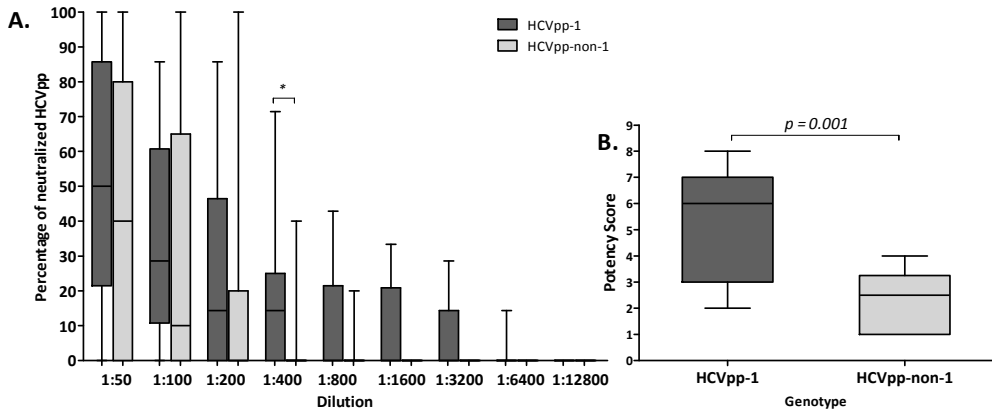 A.
HCVpp-1
HCVpp-non-1
Percentage of neutralized HCVpp
100
90
80
70
60
50
40
30
20
10
0
*
1:50 1:100 1:200 1:400 1:800 1:1600 1:3200 1:6400 1:12800
Dilution
B.
p = 0.001
Potency Score
9
8
7
6
5
4
3
2
1
0
HCVpp-1 HCVpp-non-1
Genotype